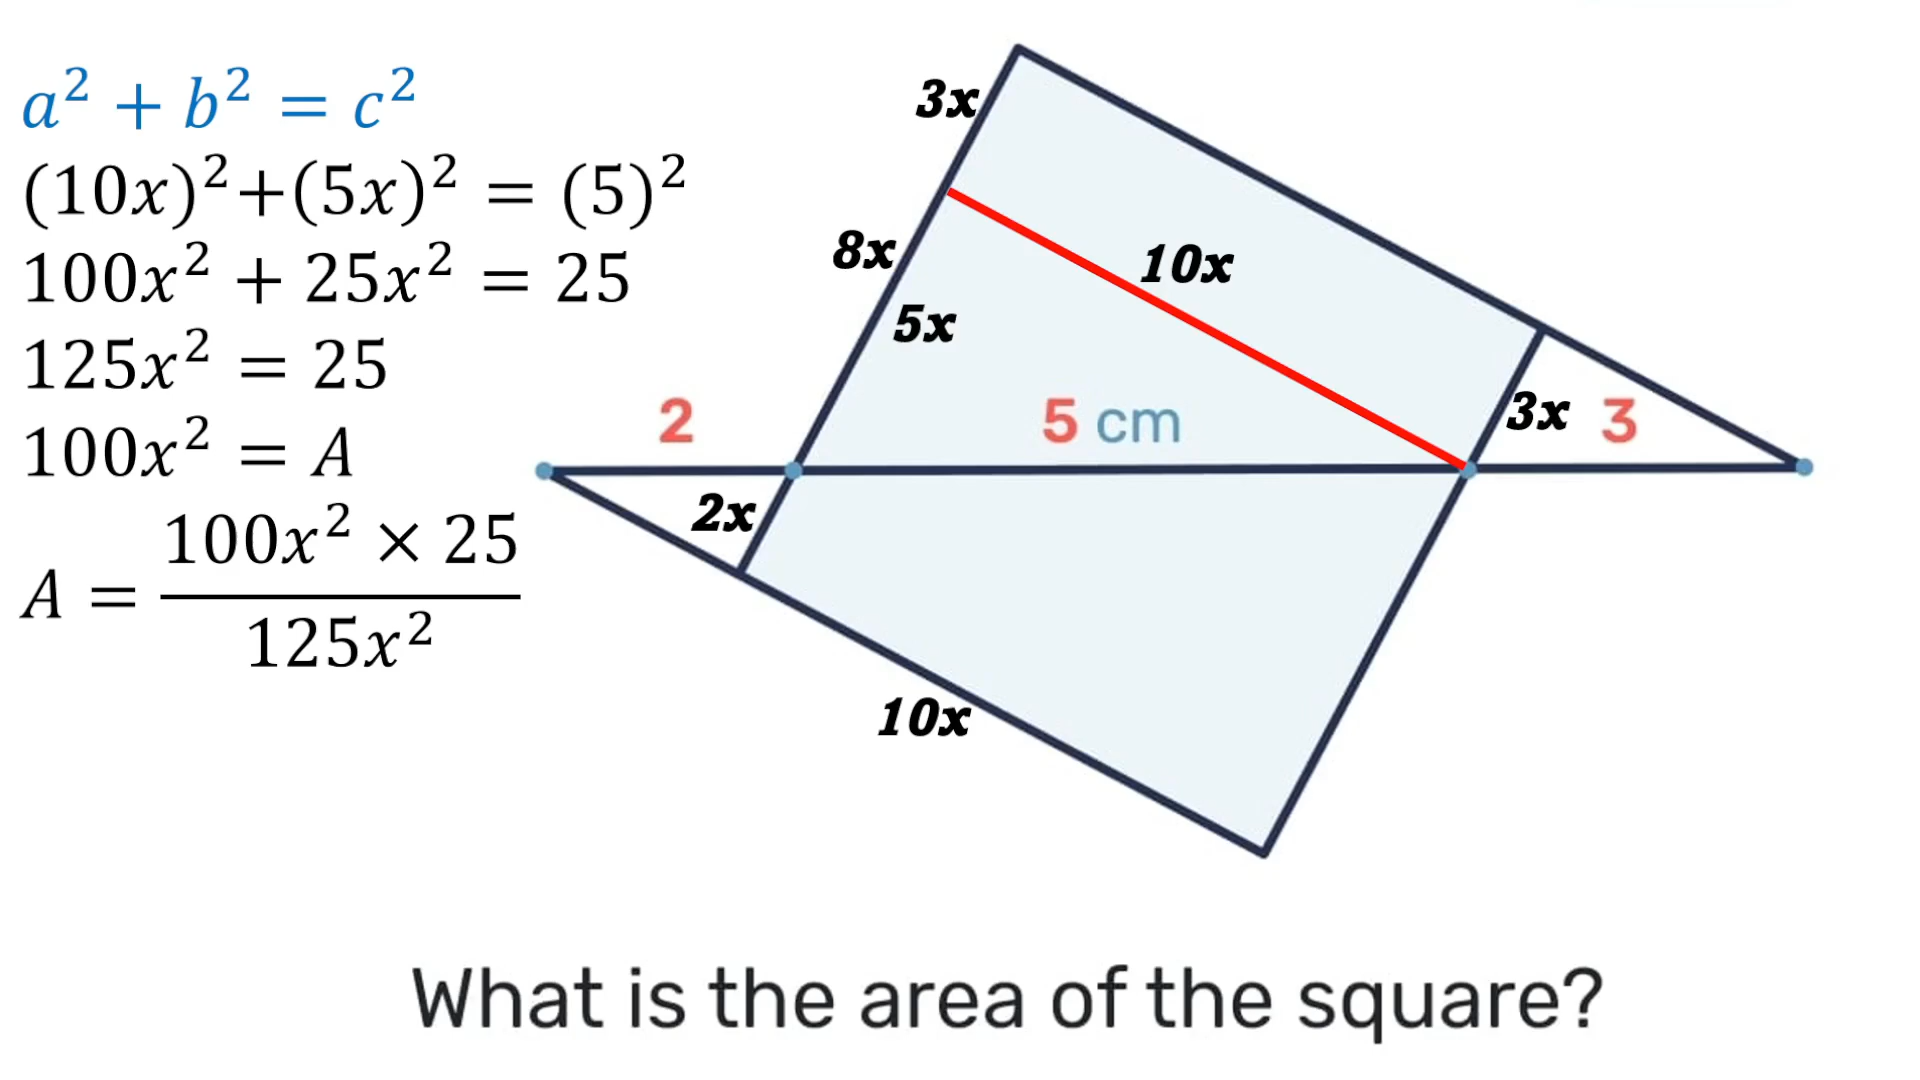 a² + b² = c²
(10x)²+(5x)² = (5)²
100x² + 25x² = 25
125x² = 25
100x² = A
A = \frac{100x² × 25}{125x²}
3x
8x
10x
5x
2
5 cm
3x
3
2x
10x
What is the area of the square?